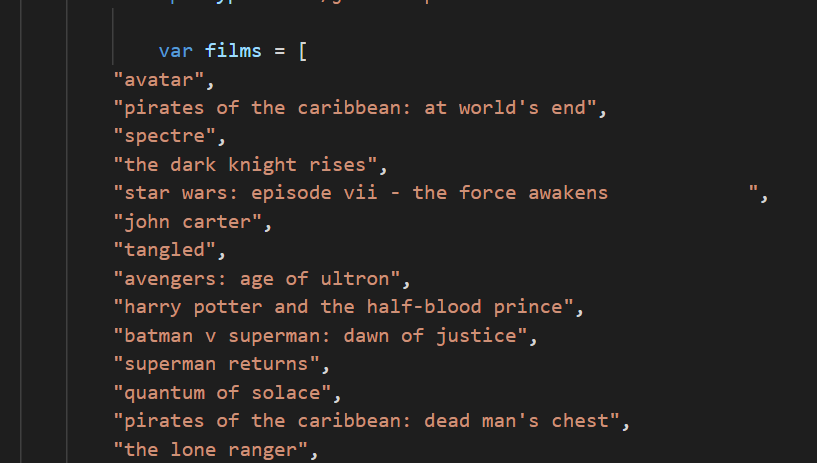 var films = [
"avatar",
"pirates of the caribbean: at world's end",
"spectre",
"the dark knight rises",
"star wars: episode vii - the force awakens            ",
"john carter",
"tangled",
"avengers: age of ultron",
"harry potter and the half-blood prince",
"batman v superman: dawn of justice",
"superman returns",
"quantum of solace",
"pirates of the caribbean: dead man's chest",
"the lone ranger",